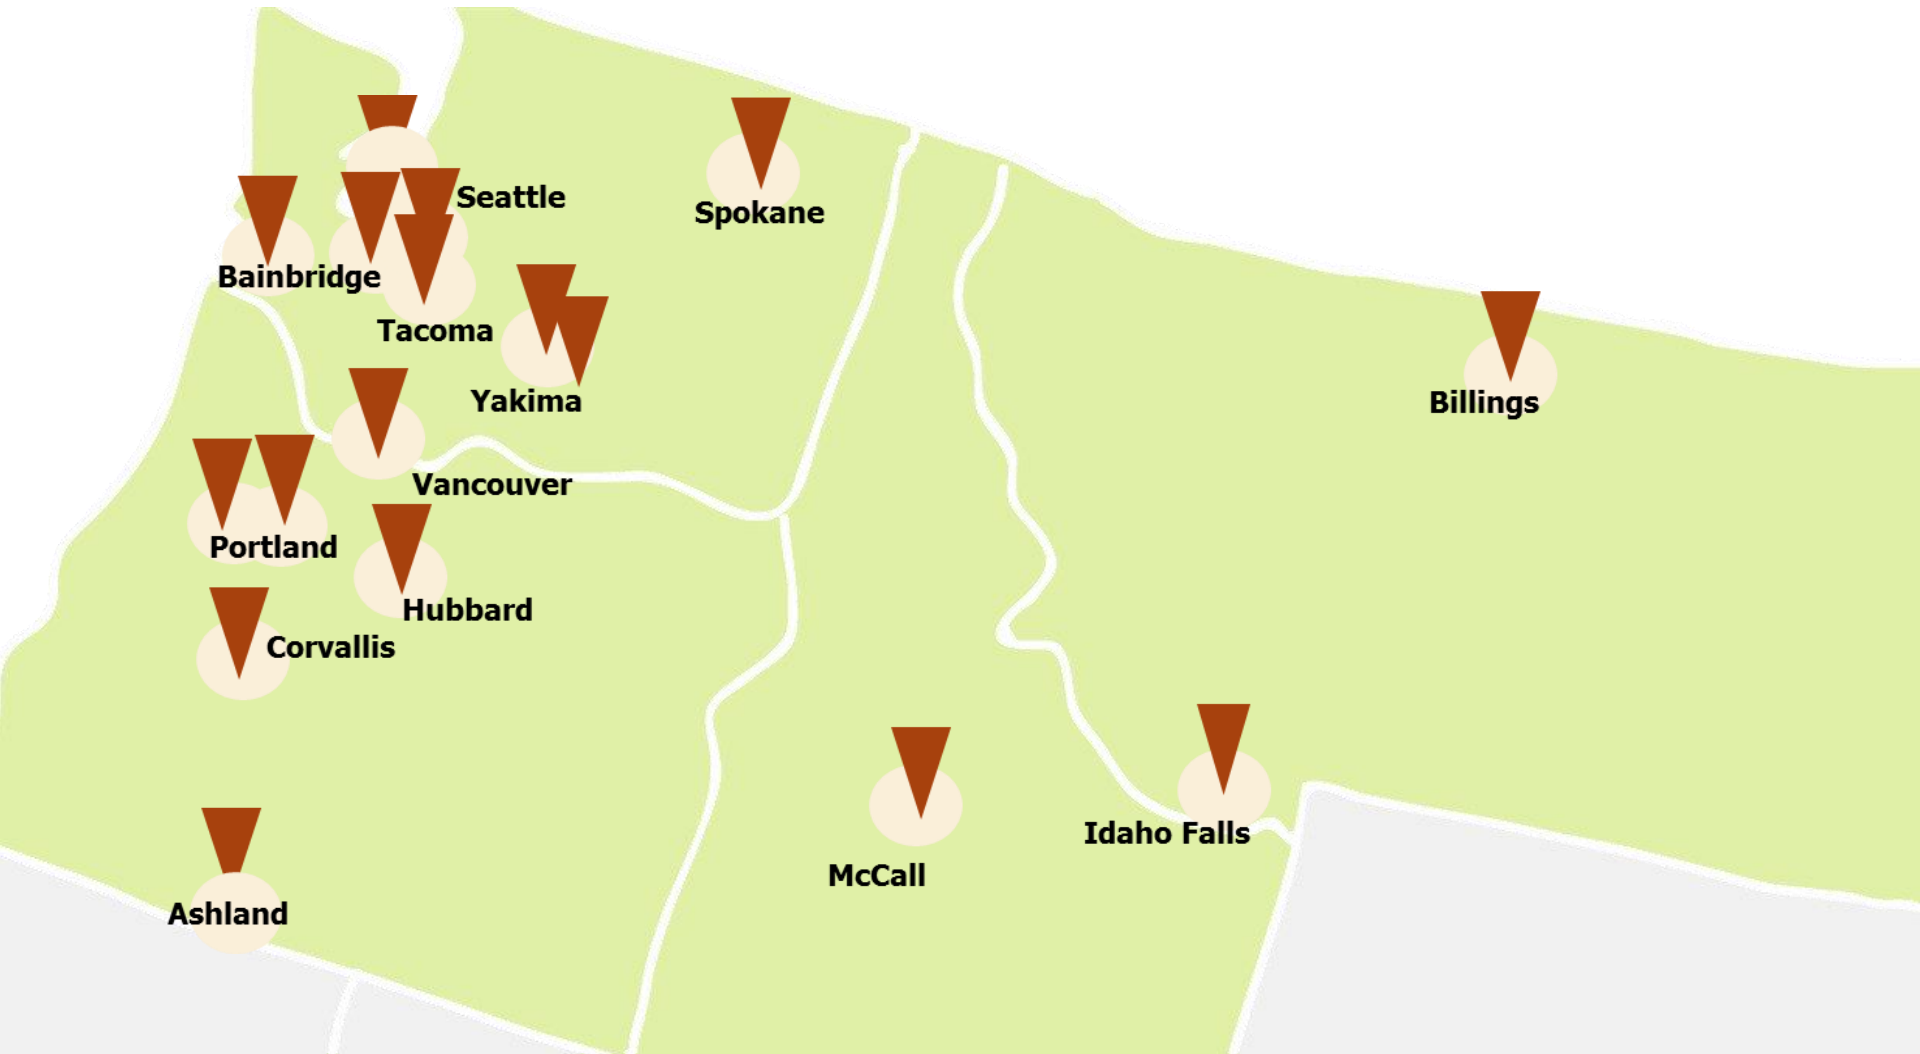 Seattle
Spokane
Bainbridge
Tacoma
Yakima
Billings
Vancouver
Portland
Hubbard
Corvallis
Idaho Falls
McCall
Ashland